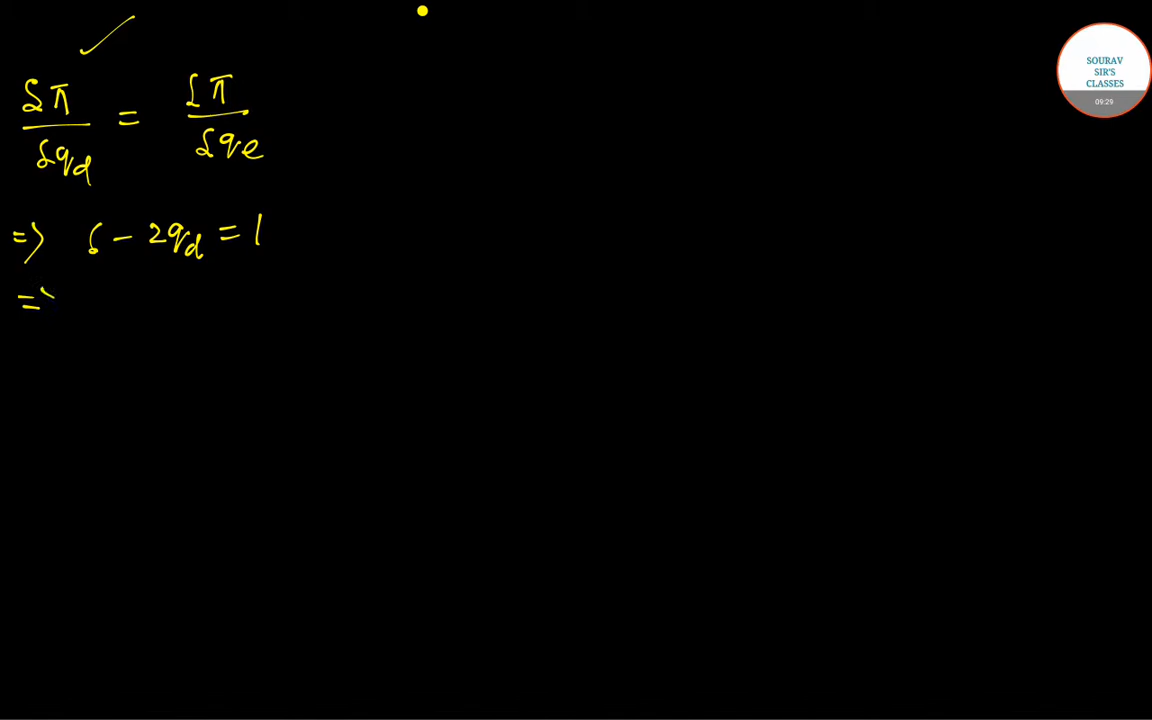 δπ/δq_d = δπ/δq_e
=> 6 - 2q_d = 1
=>
SOURAV
SIR'S
CLASSES
09:29